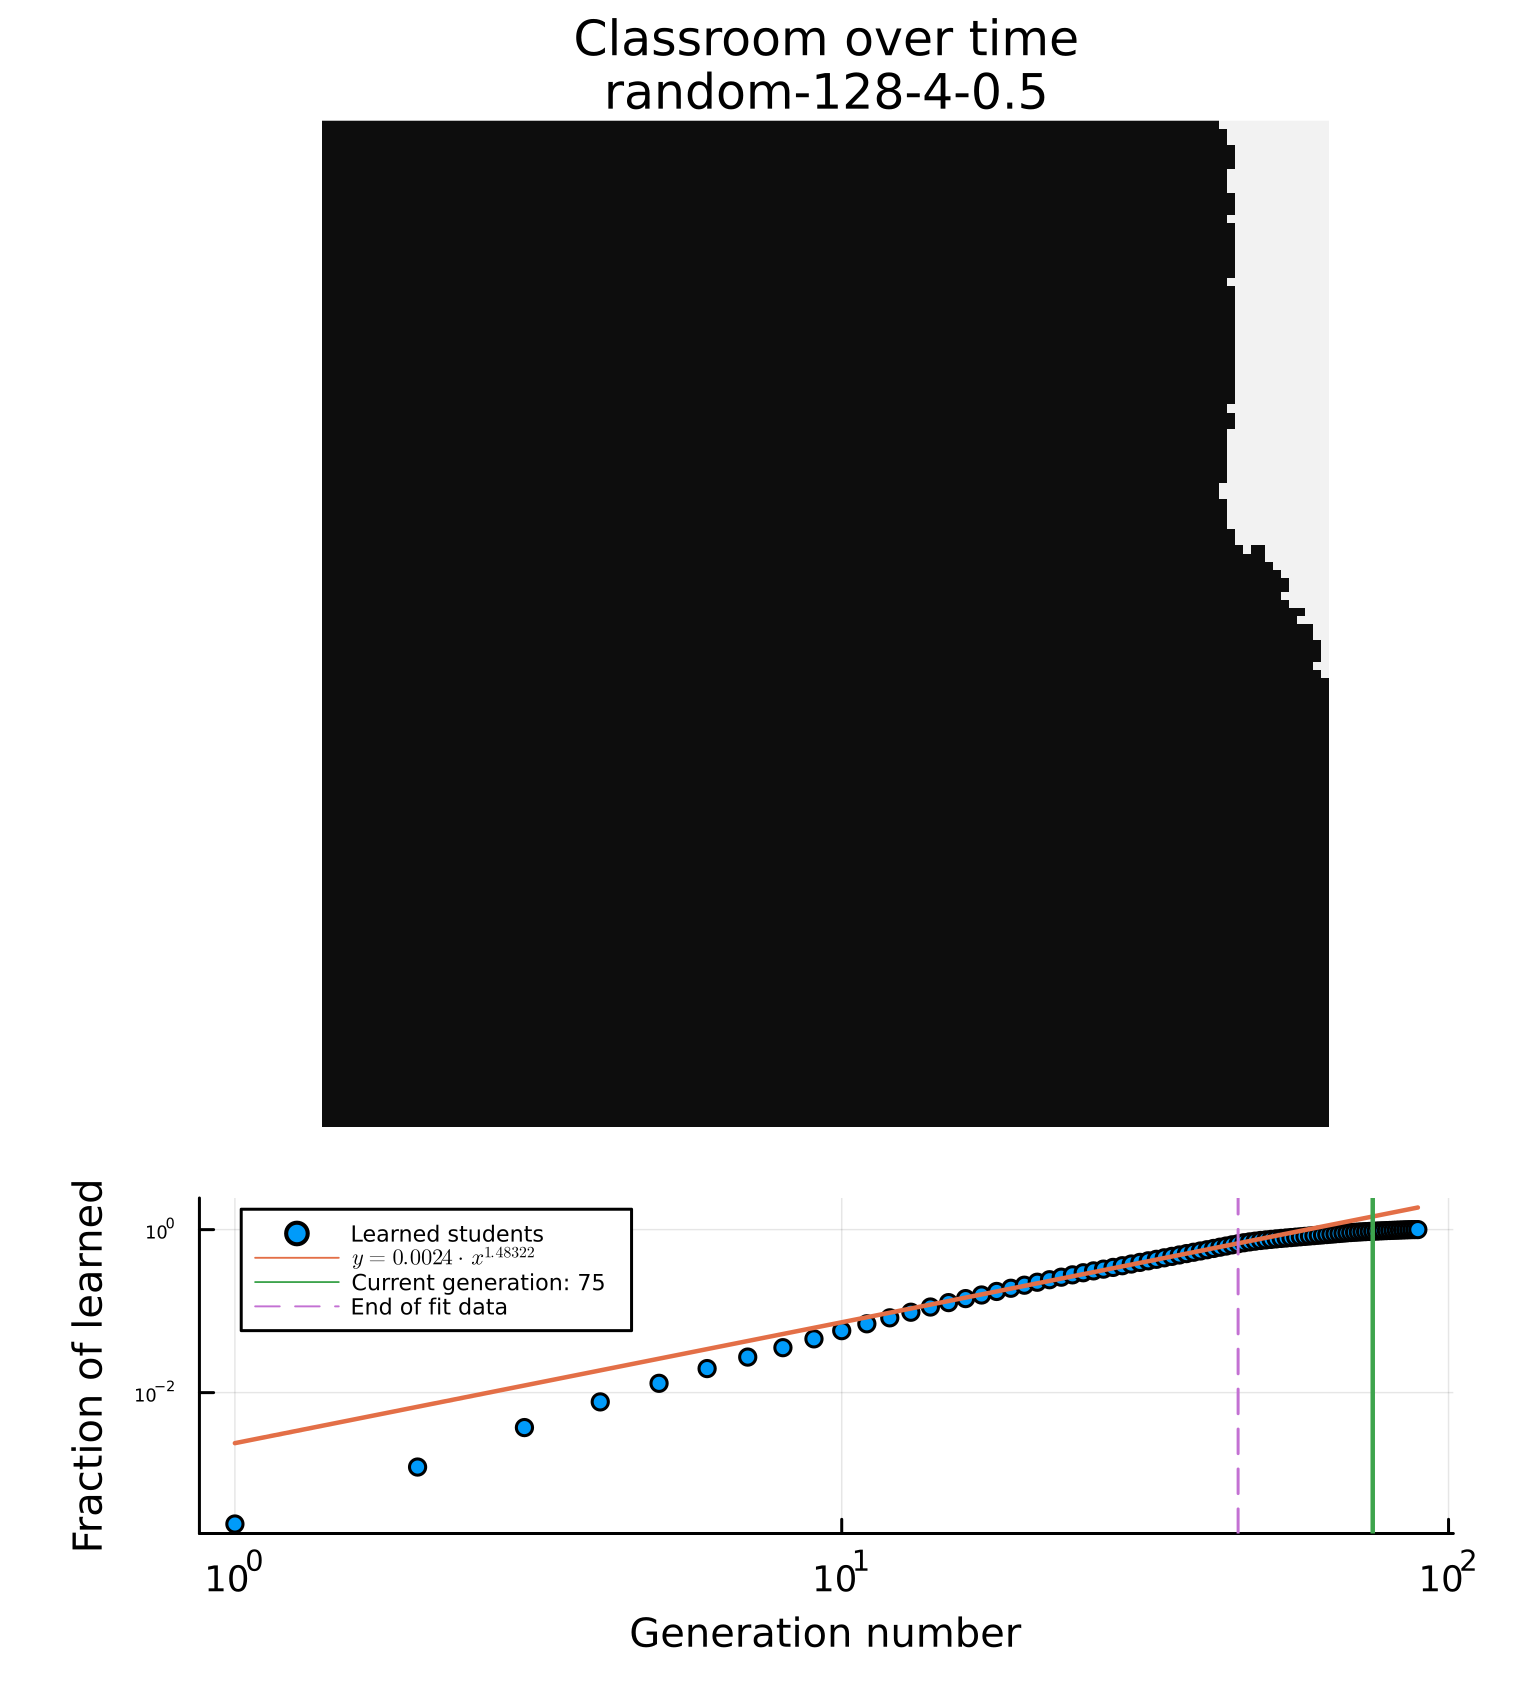 Classroom over time
random-128-4-0.5
Fraction of learned
10^0
10^-2
Learned students
y = 0.0024 · x^1.48322
Current generation: 75
End of fit data
10^0 10^1 10^2
Generation number